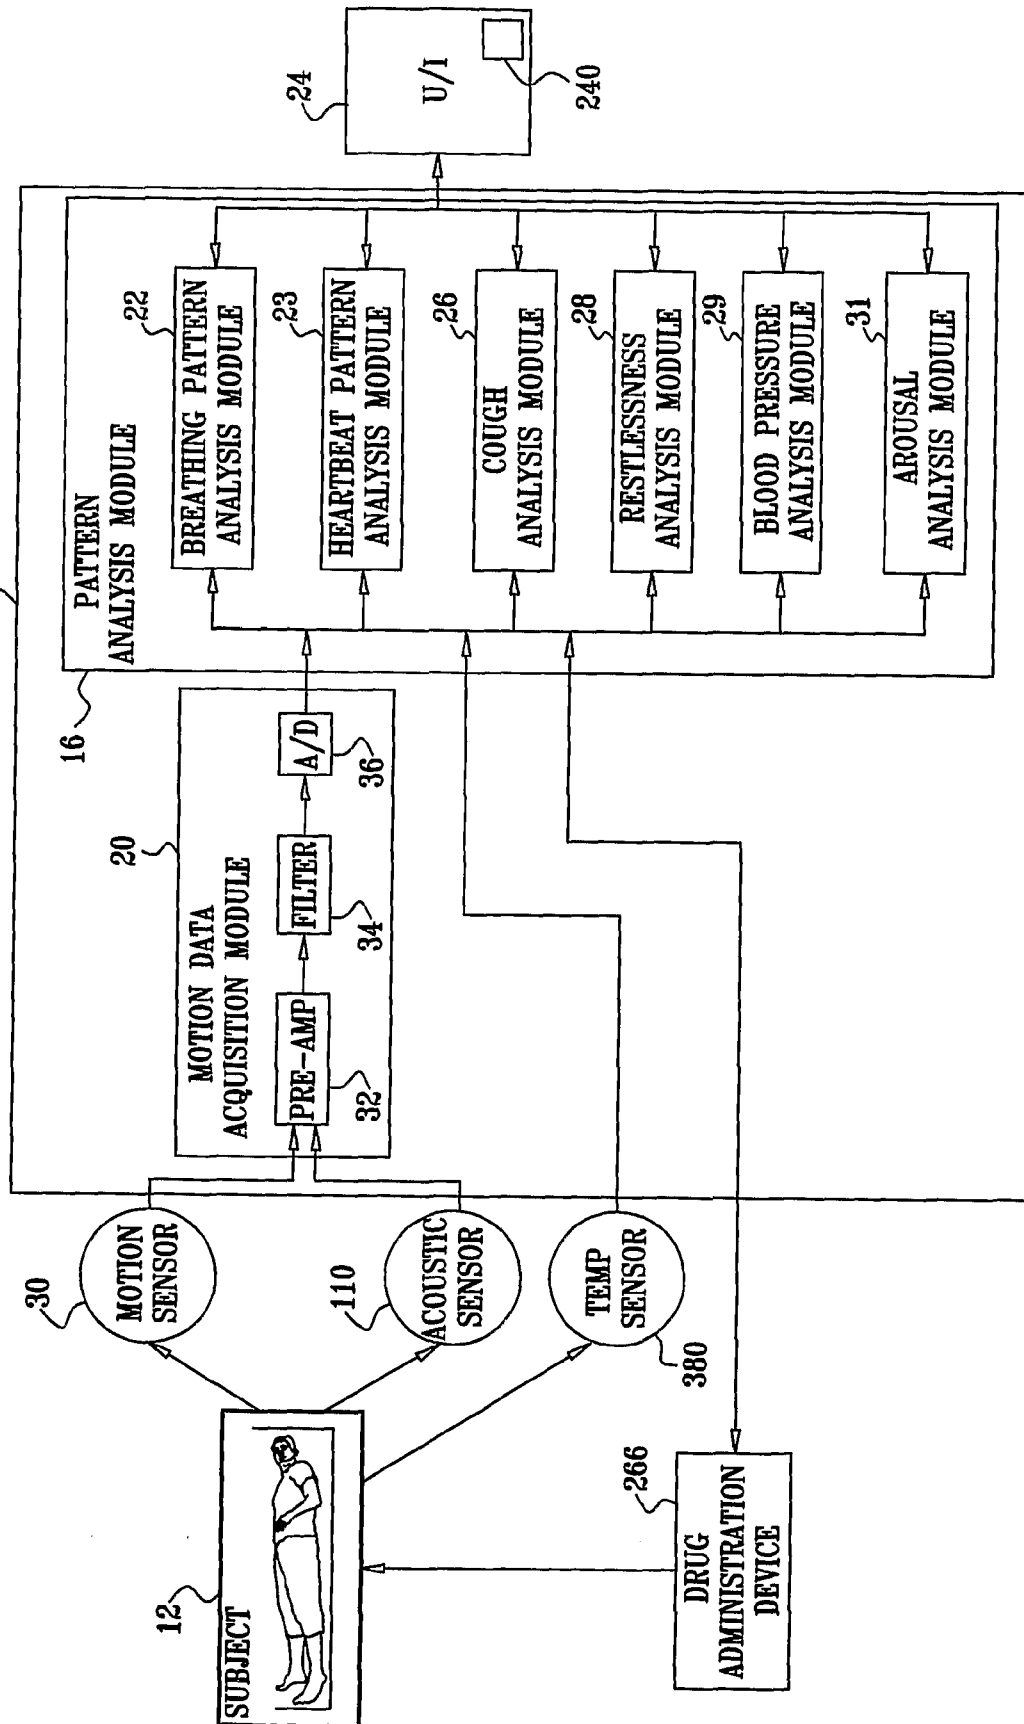 12
SUBJECT
30
MOTION
SENSOR
110
ACOUSTIC
SENSOR
TEMP
SENSOR
380
266
DRUG
ADMINISTRATION
DEVICE
20
MOTION DATA
ACQUISITION MODULE
PRE-AMP
32
FILTER
34
A/D
36
16
PATTERN
ANALYSIS MODULE
22
BREATHING PATTERN
ANALYSIS MODULE
23
HEARTBEAT PATTERN
ANALYSIS MODULE
26
COUGH
ANALYSIS MODULE
28
RESTLESSNESS
ANALYSIS MODULE
29
BLOOD PRESSURE
ANALYSIS MODULE
31
AROUSAL
ANALYSIS MODULE
24
U/I
240